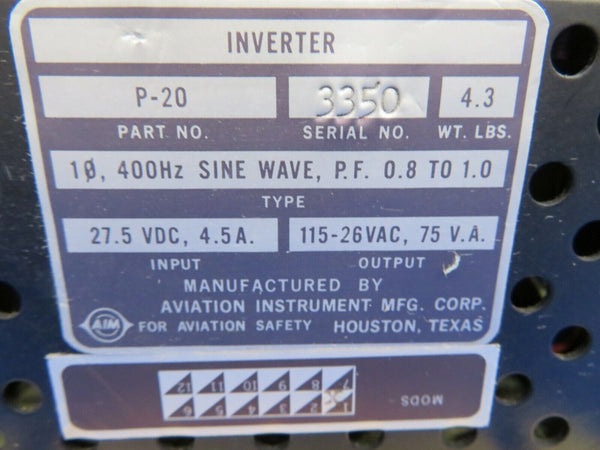 INVERTER
P-20 3350 4.3
PART NO. SERIAL NO. WT. LBS.
1Ø, 400Hz SINE WAVE, P.F. 0.8 TO 1.0
TYPE
27.5 VDC, 4.5A. 115-26VAC, 75 V.A.
INPUT OUTPUT
MANUFACTURED BY
AVIATION INSTRUMENT MFG. CORP.
AIM FOR AVIATION SAFETY HOUSTON, TEXAS
MODS
1 2 3 4 5 6
7 8 9 10 11 12